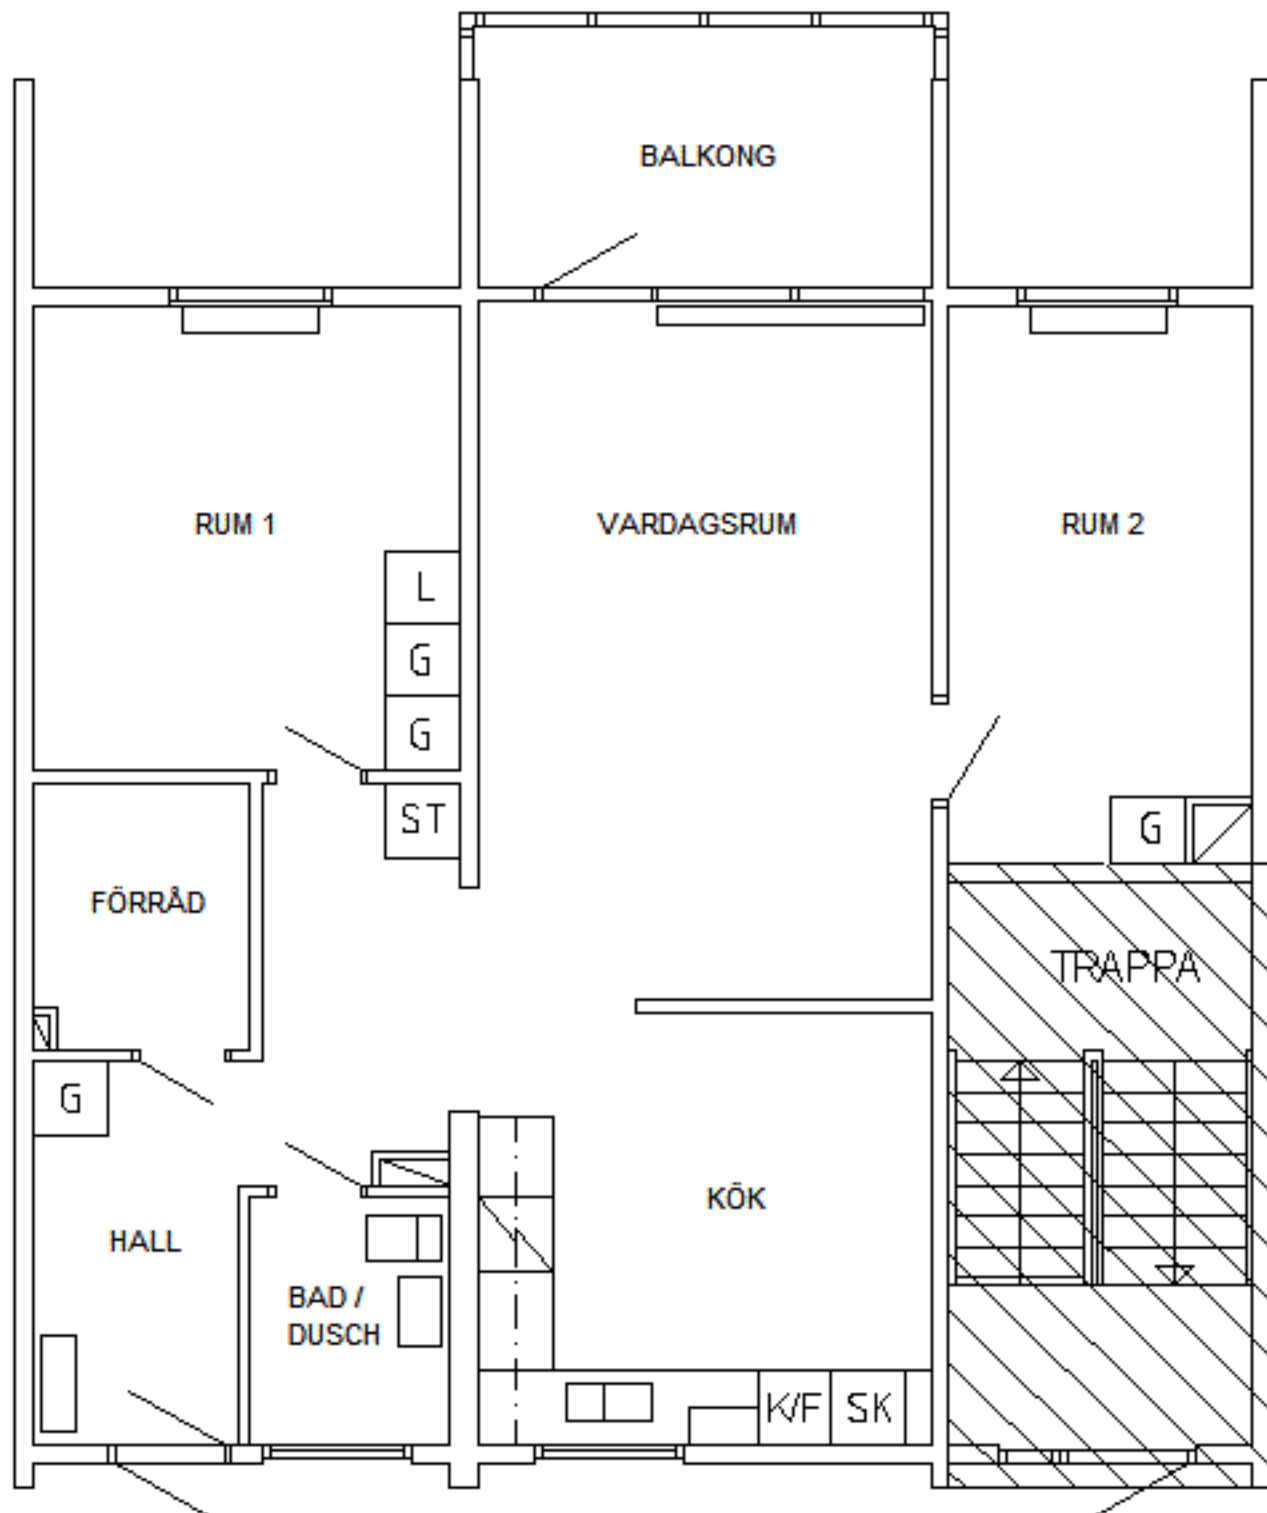 BALKONG
RUM 1
VARDAGSRUM
RUM 2
L
G
G
ST
G
FÖRRÅD
TRAPPA
G
KÖK
HALL
BAD /
DUSCH
K/F
SK